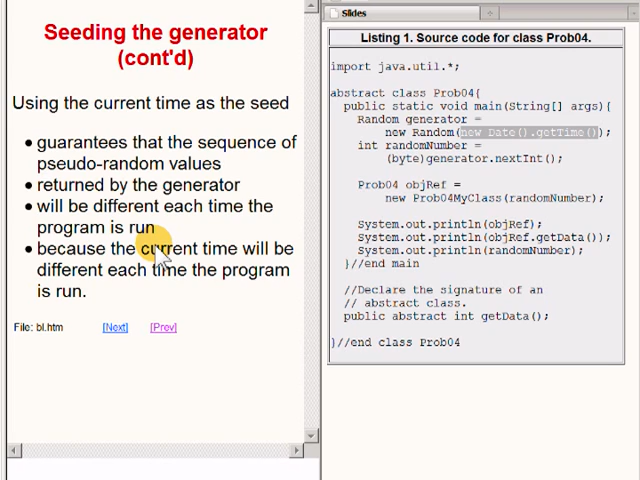 Seeding the generator
(cont'd)
Using the current time as the seed
guarantees that the sequence of
pseudo-random values
returned by the generator
will be different each time the
program is run
because the current time will be
different each time the program
is run.
File: bl.htm [Next] [Prev]
Slides
Listing 1. Source code for class Prob04.
import java.util.*;
abstract class Prob04{
public static void main(String[] args){
Random generator =
new Random(new Date().getTime());
int randomNumber =
(byte)generator.nextInt();
Prob04 objRef =
new Prob04MyClass(randomNumber);
System.out.println(objRef);
System.out.println(objRef.getData());
System.out.println(randomNumber);
}//end main
//Declare the signature of an
// abstract class.
public abstract int getData();
}//end class Prob04